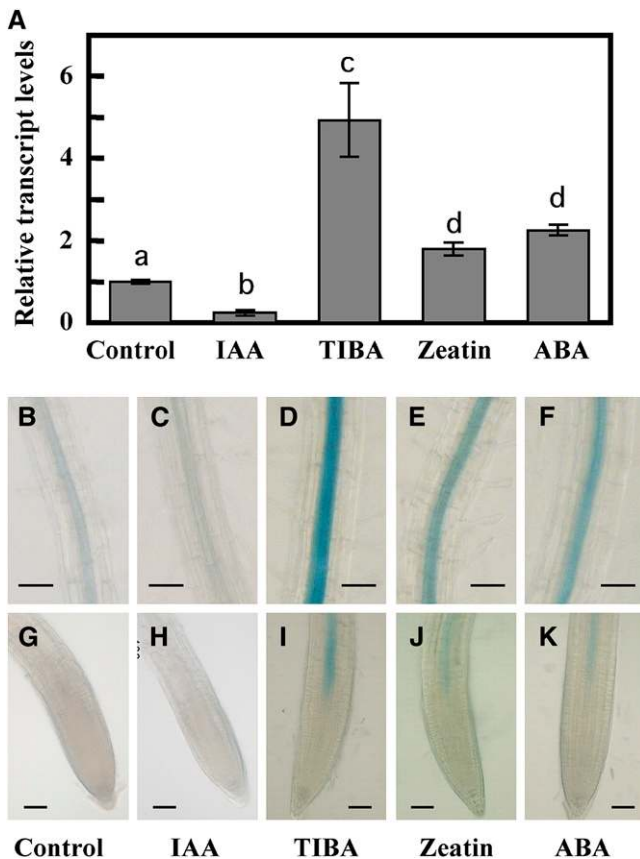 A
Relative transcript levels
6
4
2
0
a
b
c
d
d
Control IAA TIBA Zeatin ABA
B C D E F
G H I J K
Control IAA TIBA Zeatin ABA